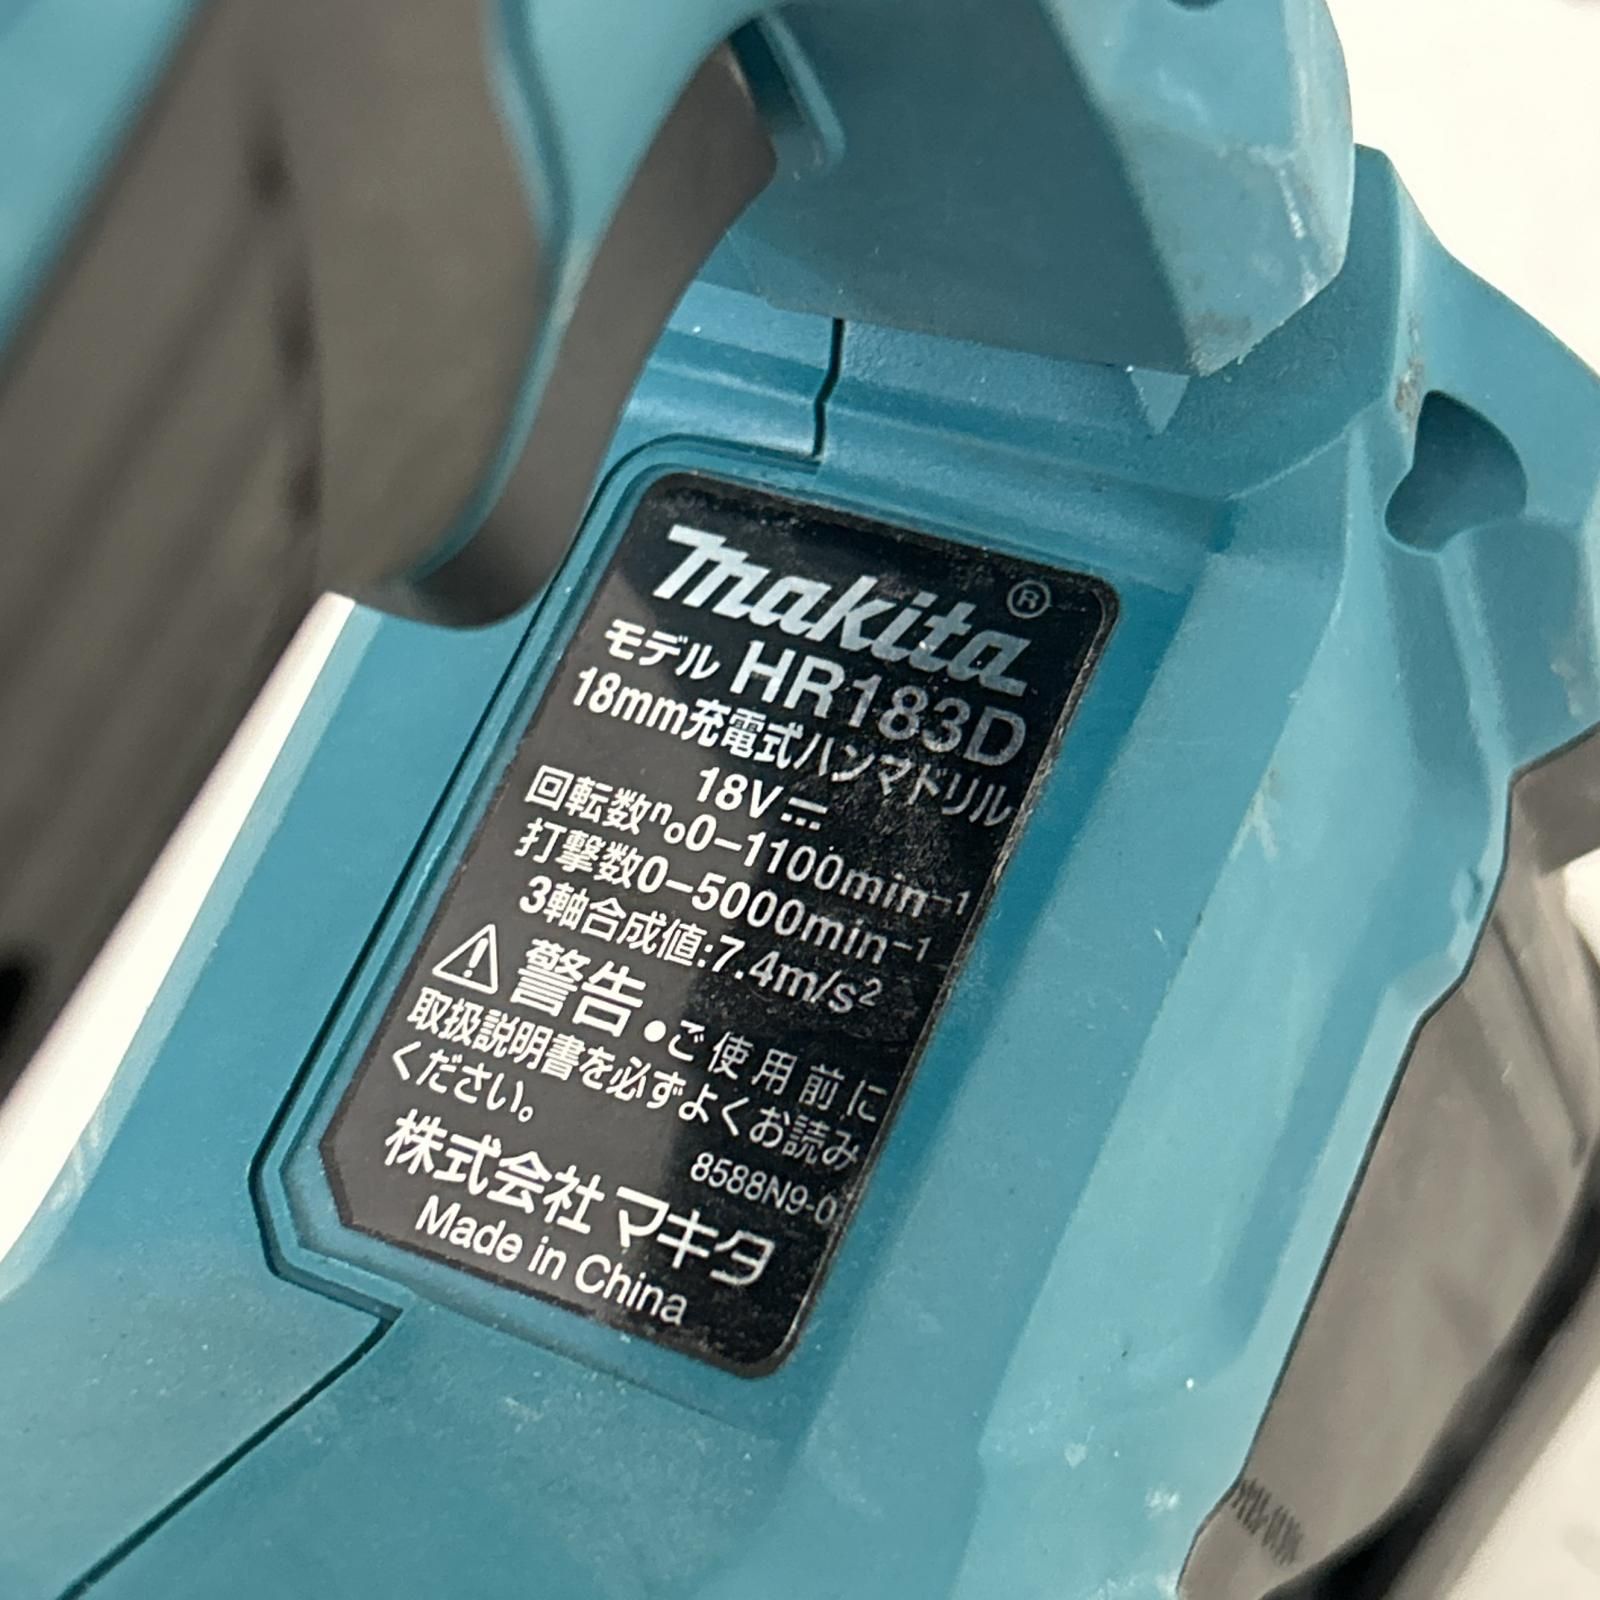 makita®
モデル HR183D
18mm充電式ハンマドリル
18V⎓
回転数n₀0-1100min⁻¹
打撃数0-5000min⁻¹
3軸合成値:7.4m/s²
⚠警告 ●ご使用前に
取扱説明書を必ずよくお読み
ください。
8588N9-0
株式会社マキタ
Made in China